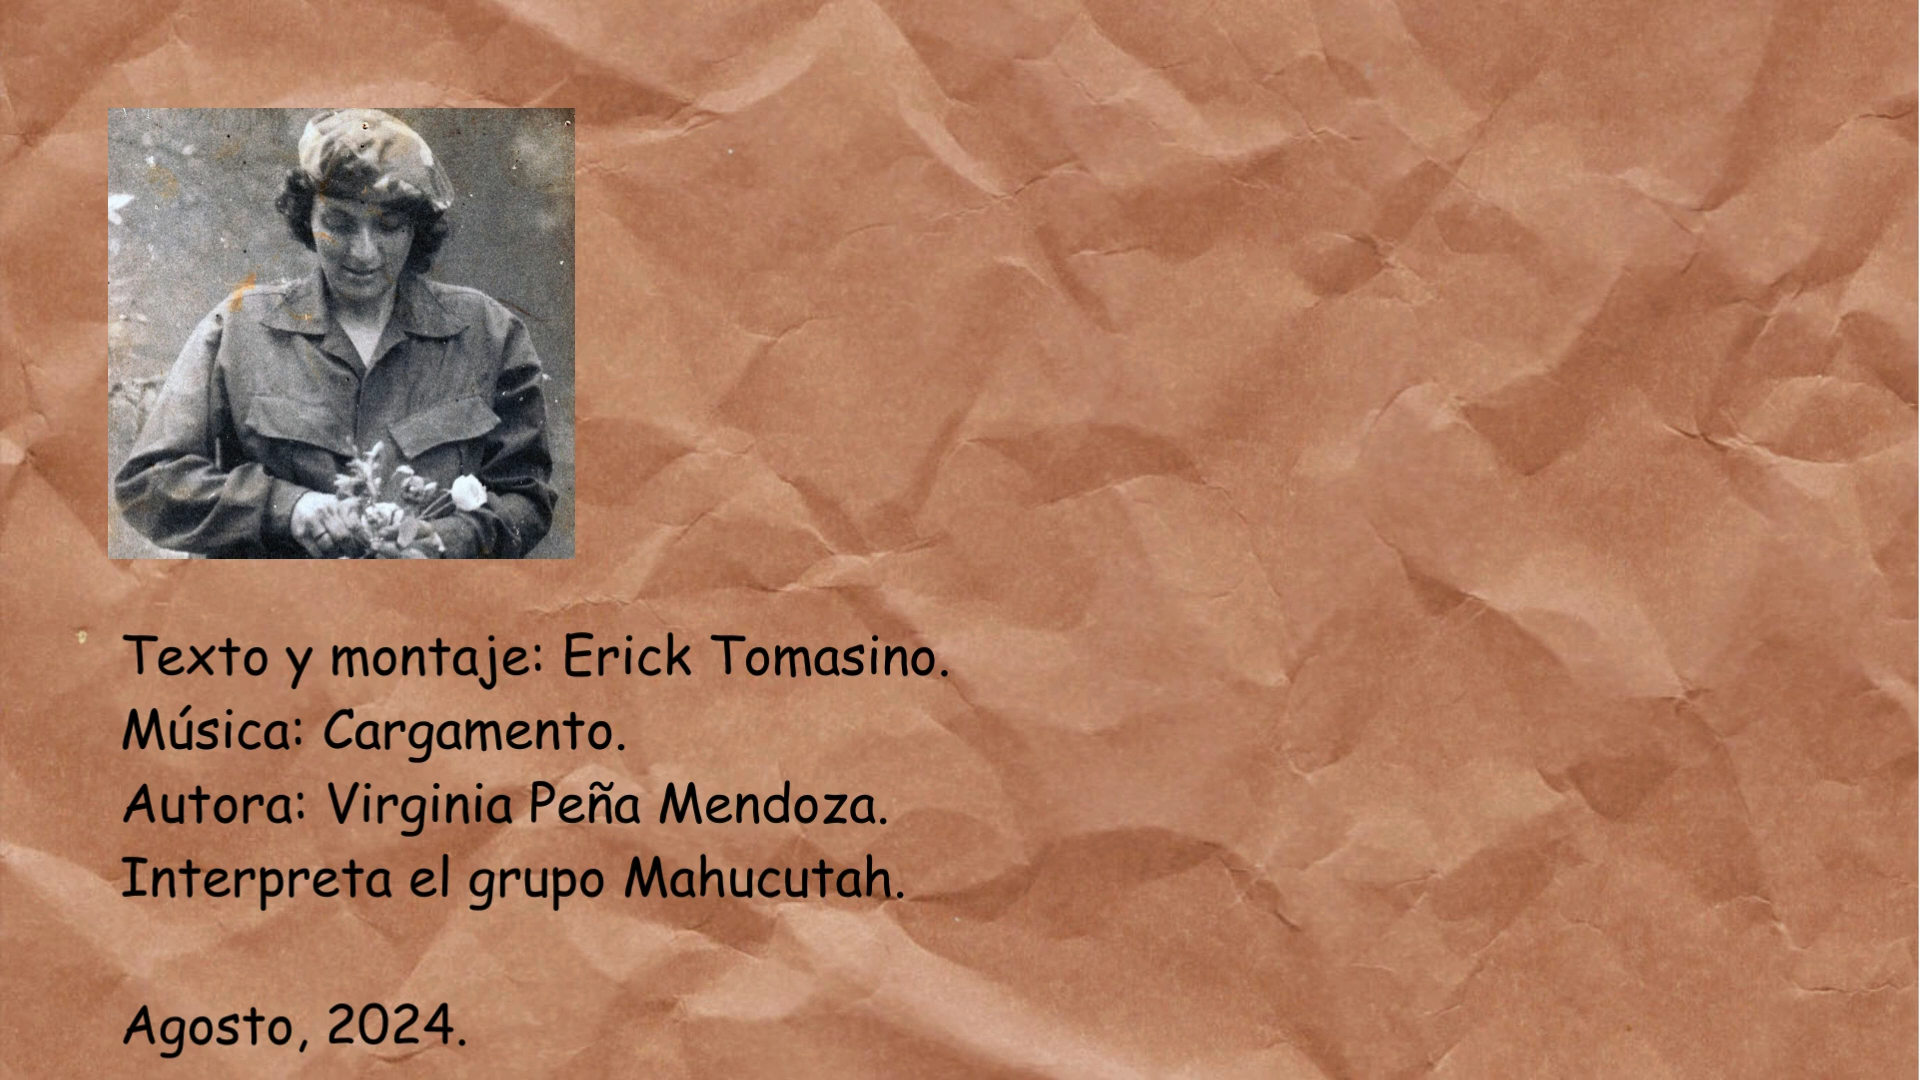 Texto y montaje: Erick Tomasino.
Música: Cargamento.
Autora: Virginia Peña Mendoza.
Interpreta el grupo Mahucutah.
Agosto, 2024.